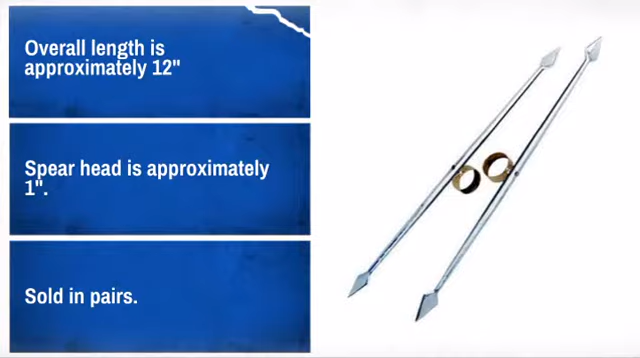 Overall length is
approximately 12"
Spear head is approximately
1".
Sold in pairs.